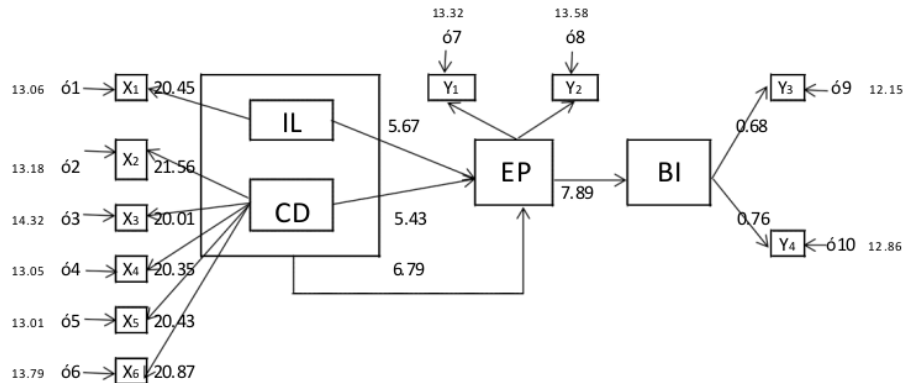 13.32
13.58
ó7
ó8
13.06 ó1 X1 20.45
Y1
Y2
Y3 ó9 12.15
IL
5.67
0.68
13.18 ó2 X2 21.56
EP
BI
7.89
14.32 ó3 X3 20.01
CD
5.43
0.76
Y4 ó10 12.86
13.05 ó4 X4 20.35
6.79
13.01 ó5 X5 20.43
13.79 ó6 X6 20.87